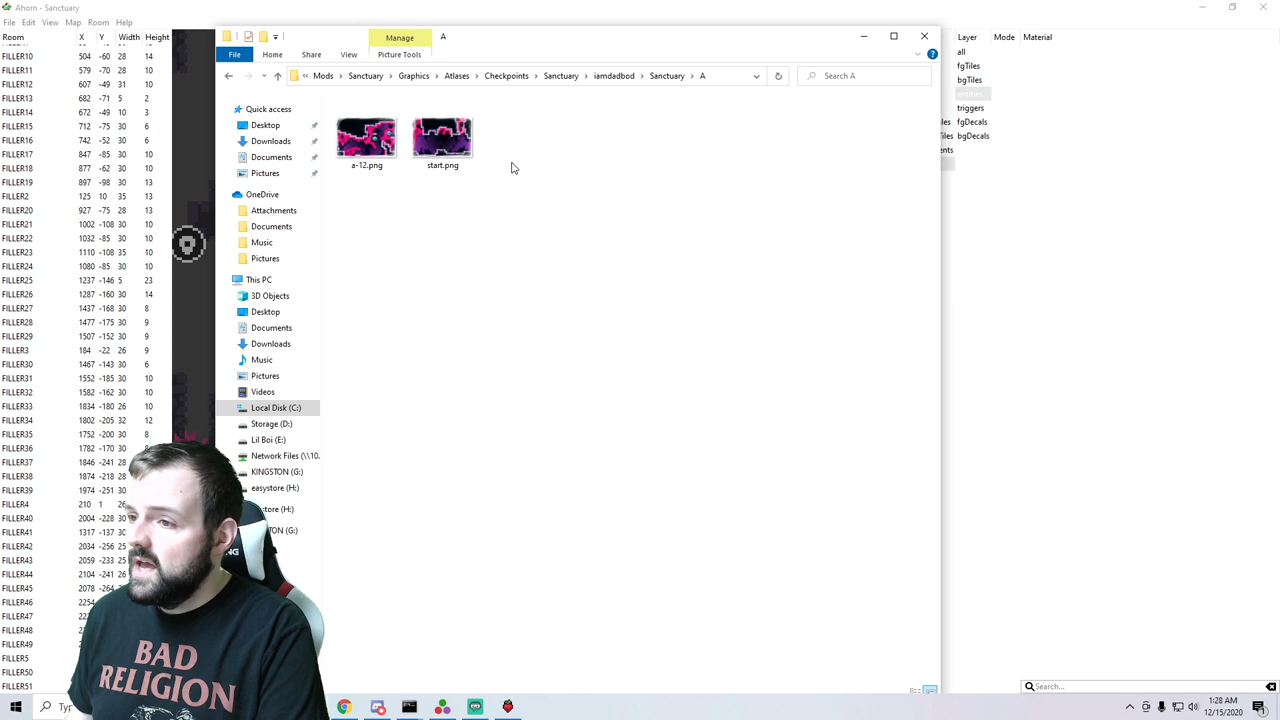 Ahorn - Sanctuary
File Edit View Map Room Help
Room X Y Width Height
FILLER10 504 -60 28 14
FILLER11 579 -70 28 10
FILLER12 607 -49 31 10
FILLER13 682 -71 5 2
FILLER14 672 -49 10 3
FILLER15 712 -75 30 6
FILLER16 742 -52 30 6
FILLER17 847 -85 30 10
FILLER18 877 -62 30 10
FILLER19 897 -98 30 13
FILLER2 125 10 35 13
FILLER20 927 -75 28 13
FILLER21 1002 -108 30 10
FILLER22 1032 -85 30 10
FILLER23 1110 -108 35 10
FILLER24 1080 -85 30 10
FILLER25 1237 -146 5 23
FILLER26 1287 -160 30 14
FILLER27 1437 -168 30 8
FILLER28 1477 -175 30 9
FILLER29 1507 -152 30 9
FILLER3 184 -22 26 9
FILLER30 1467 -143 30 6
FILLER31 1552 -185 30 10
FILLER32 1582 -162 30 10
FILLER33 1834 -180 26 10
FILLER34 1802 -205 32 12
FILLER35 1752 -200 30 8
FILLER36 1782 -170 30
FILLER37 1846 -241 28
FILLER38 1874 -218 28
FILLER39 1974 -251 30
FILLER4 210 1 26
FILLER40 2004 -228 30
FILLER41 1317 -137 30
FILLER42 2034 -256 25
FILLER43 2059 -233 25
FILLER44 2104 -241 26
FILLER45 2078 -264
FILLER46 2254
FILLER47
FILLER48
FILLER49
FILLER5
FILLER50
FILLER51
Manage A
File Home Share View Picture Tools
Mods Sanctuary Graphics Atlases Checkpoints Sanctuary iamdadbod Sanctuary A
Search A
Quick access
Desktop
Downloads
Documents
Pictures
OneDrive
Attachments
Documents
Music
Pictures
This PC
3D Objects
Desktop
Documents
Downloads
Music
Pictures
Videos
Local Disk (C:)
Storage (D:)
Lil Boi (E:)
Network Files (\\10.
KINGSTON (G:)
easystore (H:)
store (H:)
TON (G:)
a-12.png start.png
Layer Mode Material
all
fgTiles
bgTiles
entities
triggers
fgDecals
bgDecals
Search...
BAD
RELIGION
1:28 AM
12/15/2020